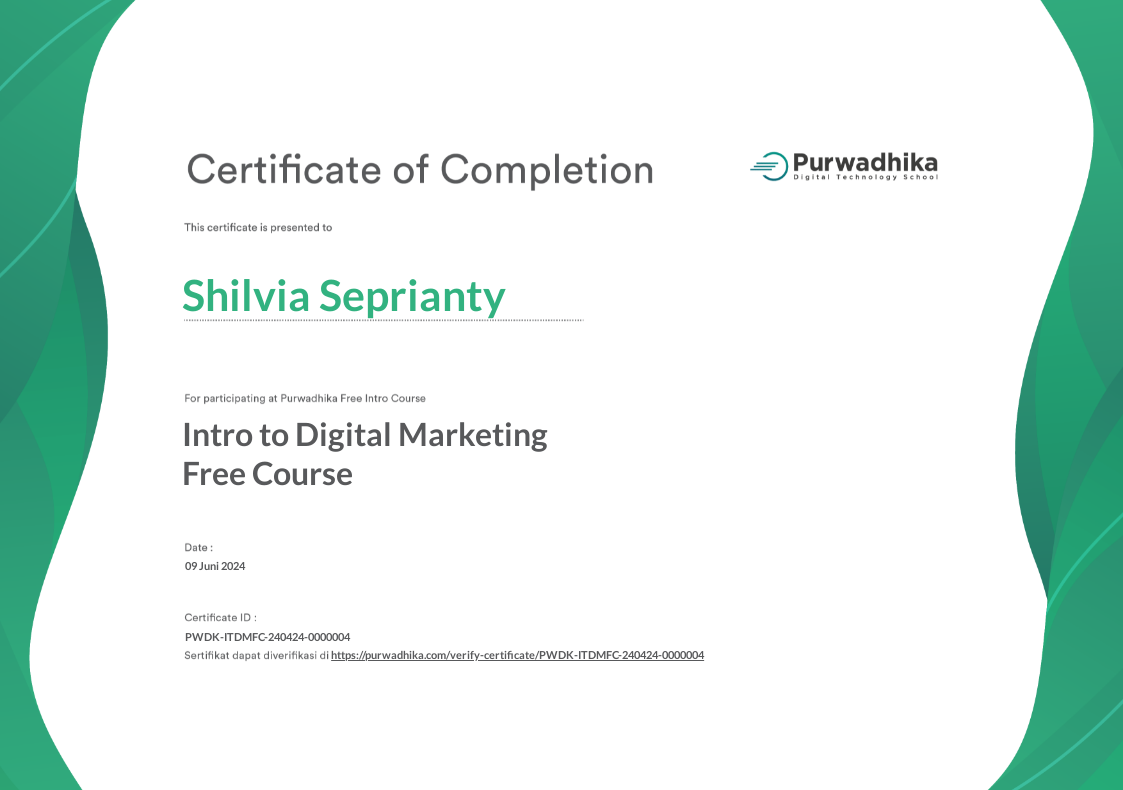 Certificate of Completion
Purwadhika
Digital Technology School
This certificate is presented to
Shilvia Seprianty
For participating at Purwadhika Free Intro Course
Intro to Digital Marketing
Free Course
Date :
09 Juni 2024
Certificate ID :
PWDK-ITDMFC-240424-0000004
Sertifikat dapat diverifikasi di https://purwadhika.com/verify-certificate/PWDK-ITDMFC-240424-0000004